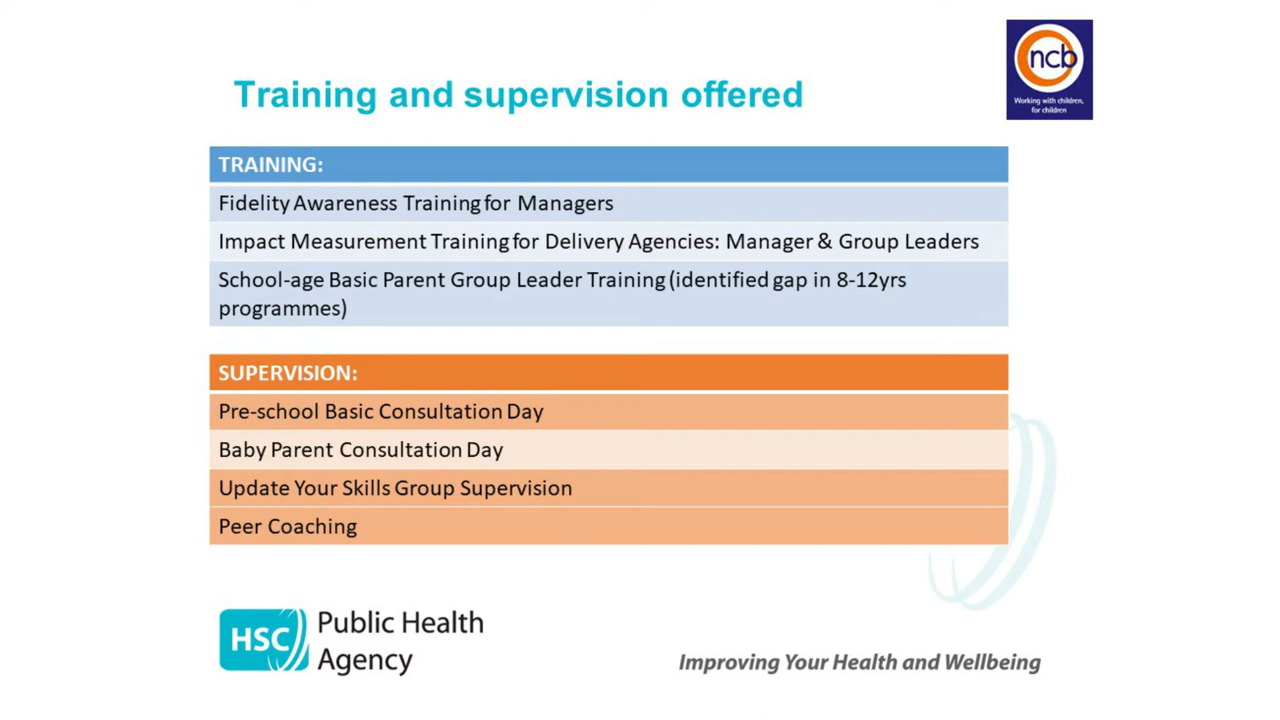 ncb
Working with children,
for children
Training and supervision offered
TRAINING:
Fidelity Awareness Training for Managers
Impact Measurement Training for Delivery Agencies: Manager & Group Leaders
School-age Basic Parent Group Leader Training (identified gap in 8-12yrs
programmes)
SUPERVISION:
Pre-school Basic Consultation Day
Baby Parent Consultation Day
Update Your Skills Group Supervision
Peer Coaching
HSC
Public Health
Agency
Improving Your Health and Wellbeing